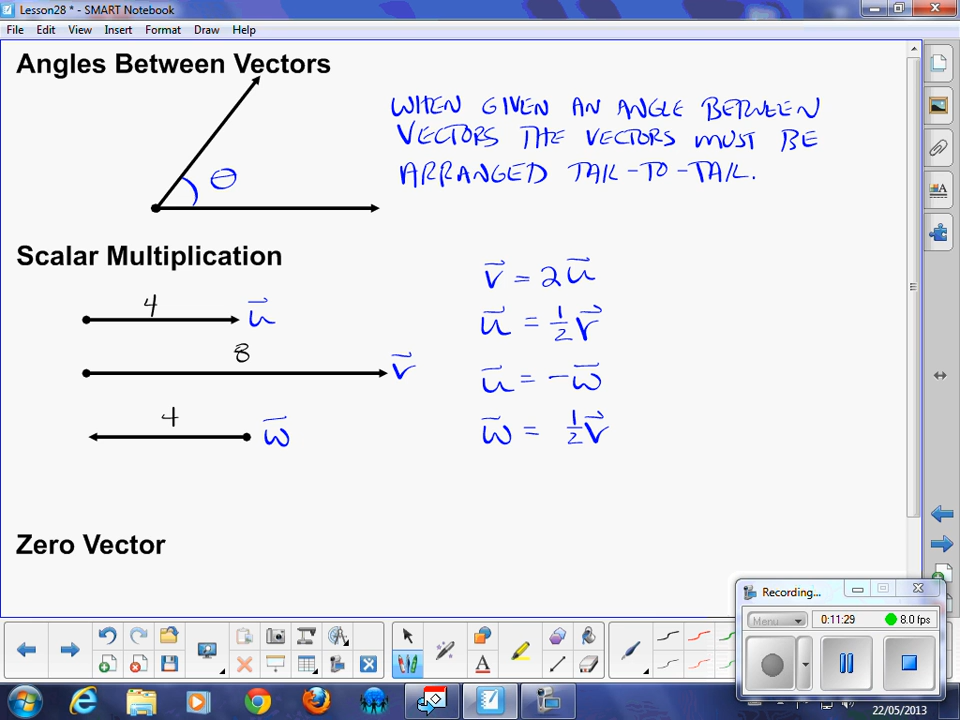 Lesson28 * - SMART Notebook
File Edit View Insert Format Draw Help
Angles Between Vectors
WHEN GIVEN AN ANGLE BETWEEN
VECTORS THE VECTORS MUST BE
ARRANGED TAIL-TO-TAIL.
θ
Scalar Multiplication
4 u⃗
8 v⃗
4 w⃗
v⃗ = 2u⃗
u⃗ = ½v⃗
u⃗ = -w⃗
w⃗ = ½v⃗
Zero Vector
Recording...
Menu 0:11:29 8.0 fps
22/05/2013